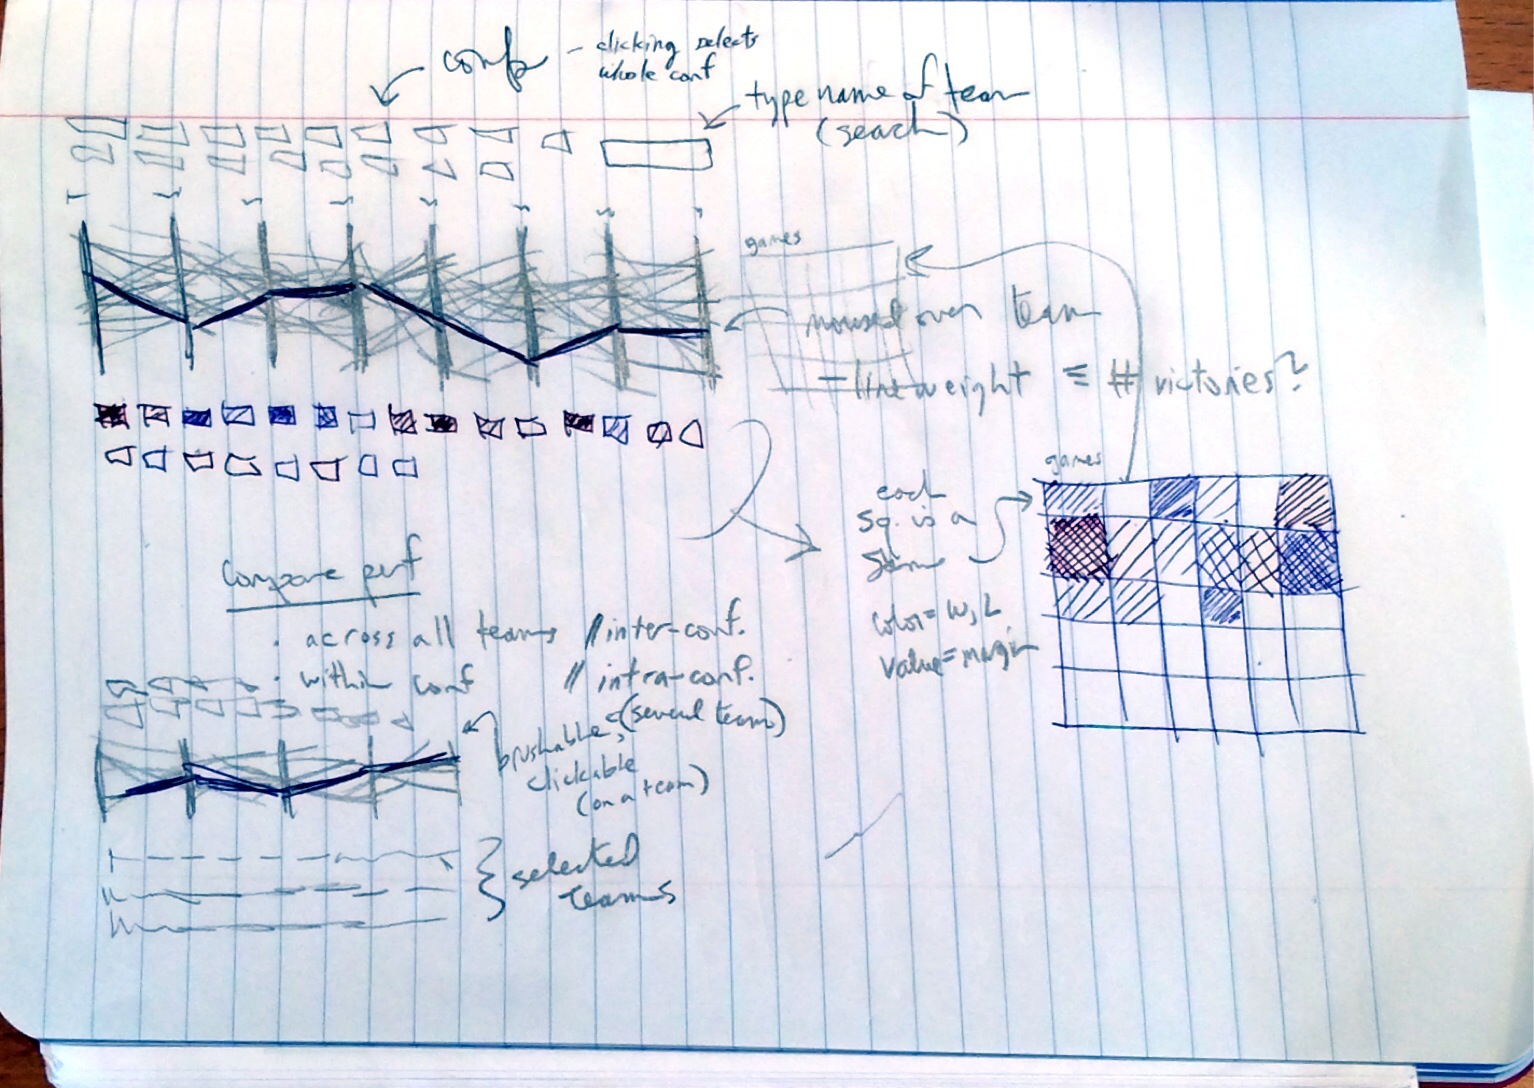 conf - clicking selects
whole conf
type name of team
(seach)
games
moused over team
= line weight = # victories?
games
each
sq. is a
game
color = W, L
value = margin
Compare perf
· across all teams // inter-conf.
· within conf // intra-conf.
brushable, (several team)
clickable
(on a team)
selected
teams